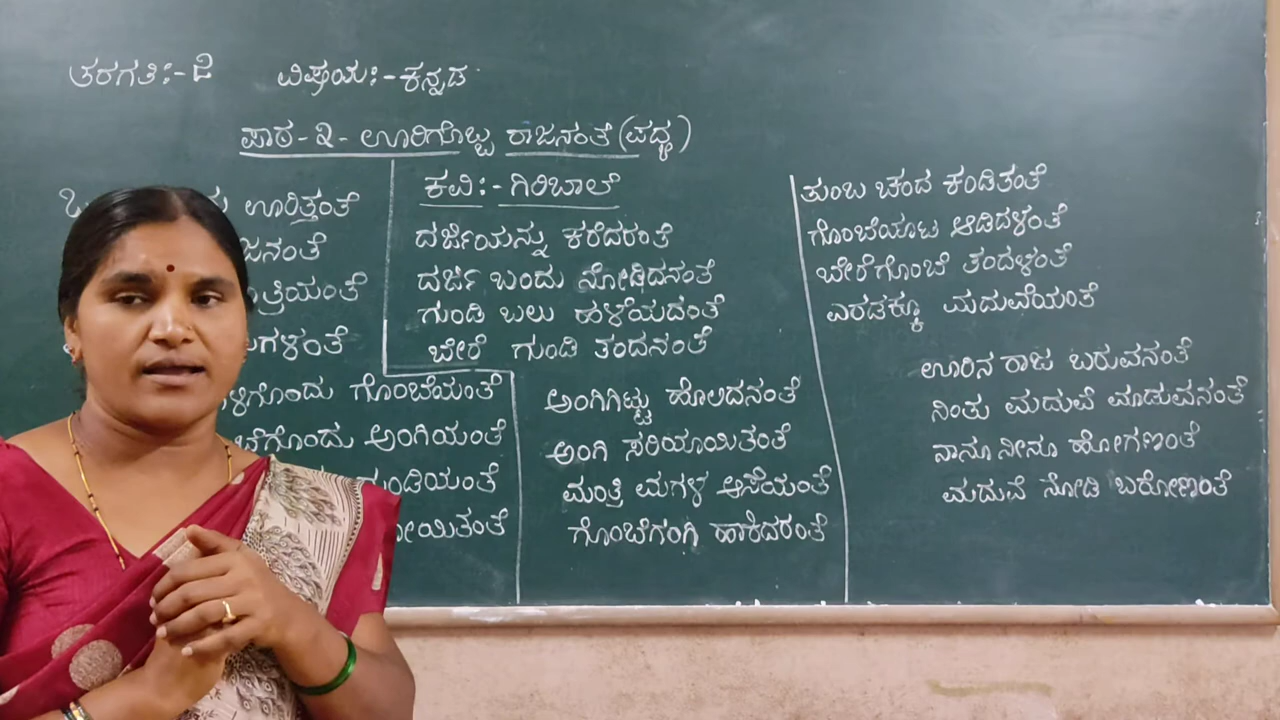 ತರಗತಿ:- ೨ ವಿಷಯ:- ಕನ್ನಡ
ಪಾಠ - ೩ - ಊರಿಗೊಬ್ಬ ರಾಜನಂತೆ (ಪದ್ಯ)
ಕವಿ:- ಗಿರಿಬಾಲೆ
ಊರಿತ್ತಂತೆ
ಗೊಂಬೆಯಂತೆ
ಅಂಗಿಯಂತೆ
ದರ್ಜಿಯನ್ನು ಕರೆದರಂತೆ
ದರ್ಜಿ ಬಂದು ನೋಡಿದನಂತೆ
ಗುಂಡಿ ಬಲು ಹಳೆಯದಂತೆ
ಬೇರೆ ಗುಂಡಿ ತಂದನಂತೆ
ಅಂಗಿಗಿಟ್ಟು ಹೊಲದನಂತೆ
ಅಂಗಿ ಸರಿಯಾಯಿತಂತೆ
ಮಂತ್ರಿ ಮಗಳ ಆಸೆಯಂತೆ
ಗೊಂಬೆಗಂಗಿ ಹಾಕಿದರಂತೆ
ತುಂಬ ಚಂದ ಕಂಡಿತಂತೆ
ಗೊಂಬೆಯಾಟ ಆಡಿದಳಂತೆ
ಬೇರೆಗೊಂಬೆ ತಂದಳಂತೆ
ಎರಡಕ್ಕೂ ಮದುವೆಯಂತೆ
ಊರಿನ ರಾಜ ಬರುವನಂತೆ
ನಿಂತು ಮದುವೆ ಮಾಡುವನಂತೆ
ನಾನೂ ನೀನೂ ಹೋಗಣಂತೆ
ಮದುವೆ ನೋಡಿ ಬರೋಣಂತೆ